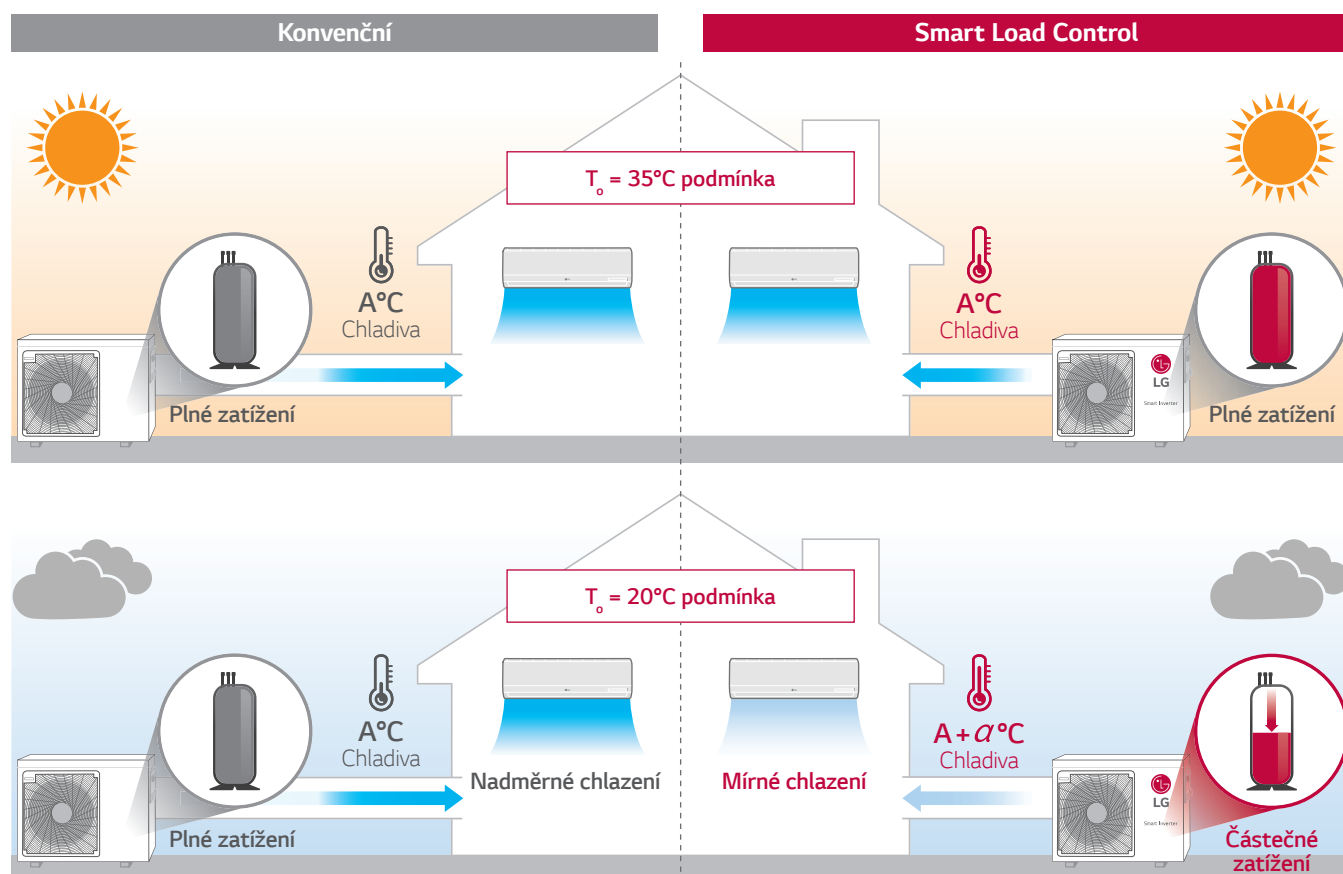 Konvenční
Smart Load Control
To = 35°C podmínka
A°C
Chladiva
Plné zatížení
A°C
Chladiva
LG
Smart Inverter
Plné zatížení
To = 20°C podmínka
A°C
Chladiva
Nadměrné chlazení
Plné zatížení
Mírné chlazení
A+α°C
Chladiva
LG
Smart Inverter
Částečné
zatížení